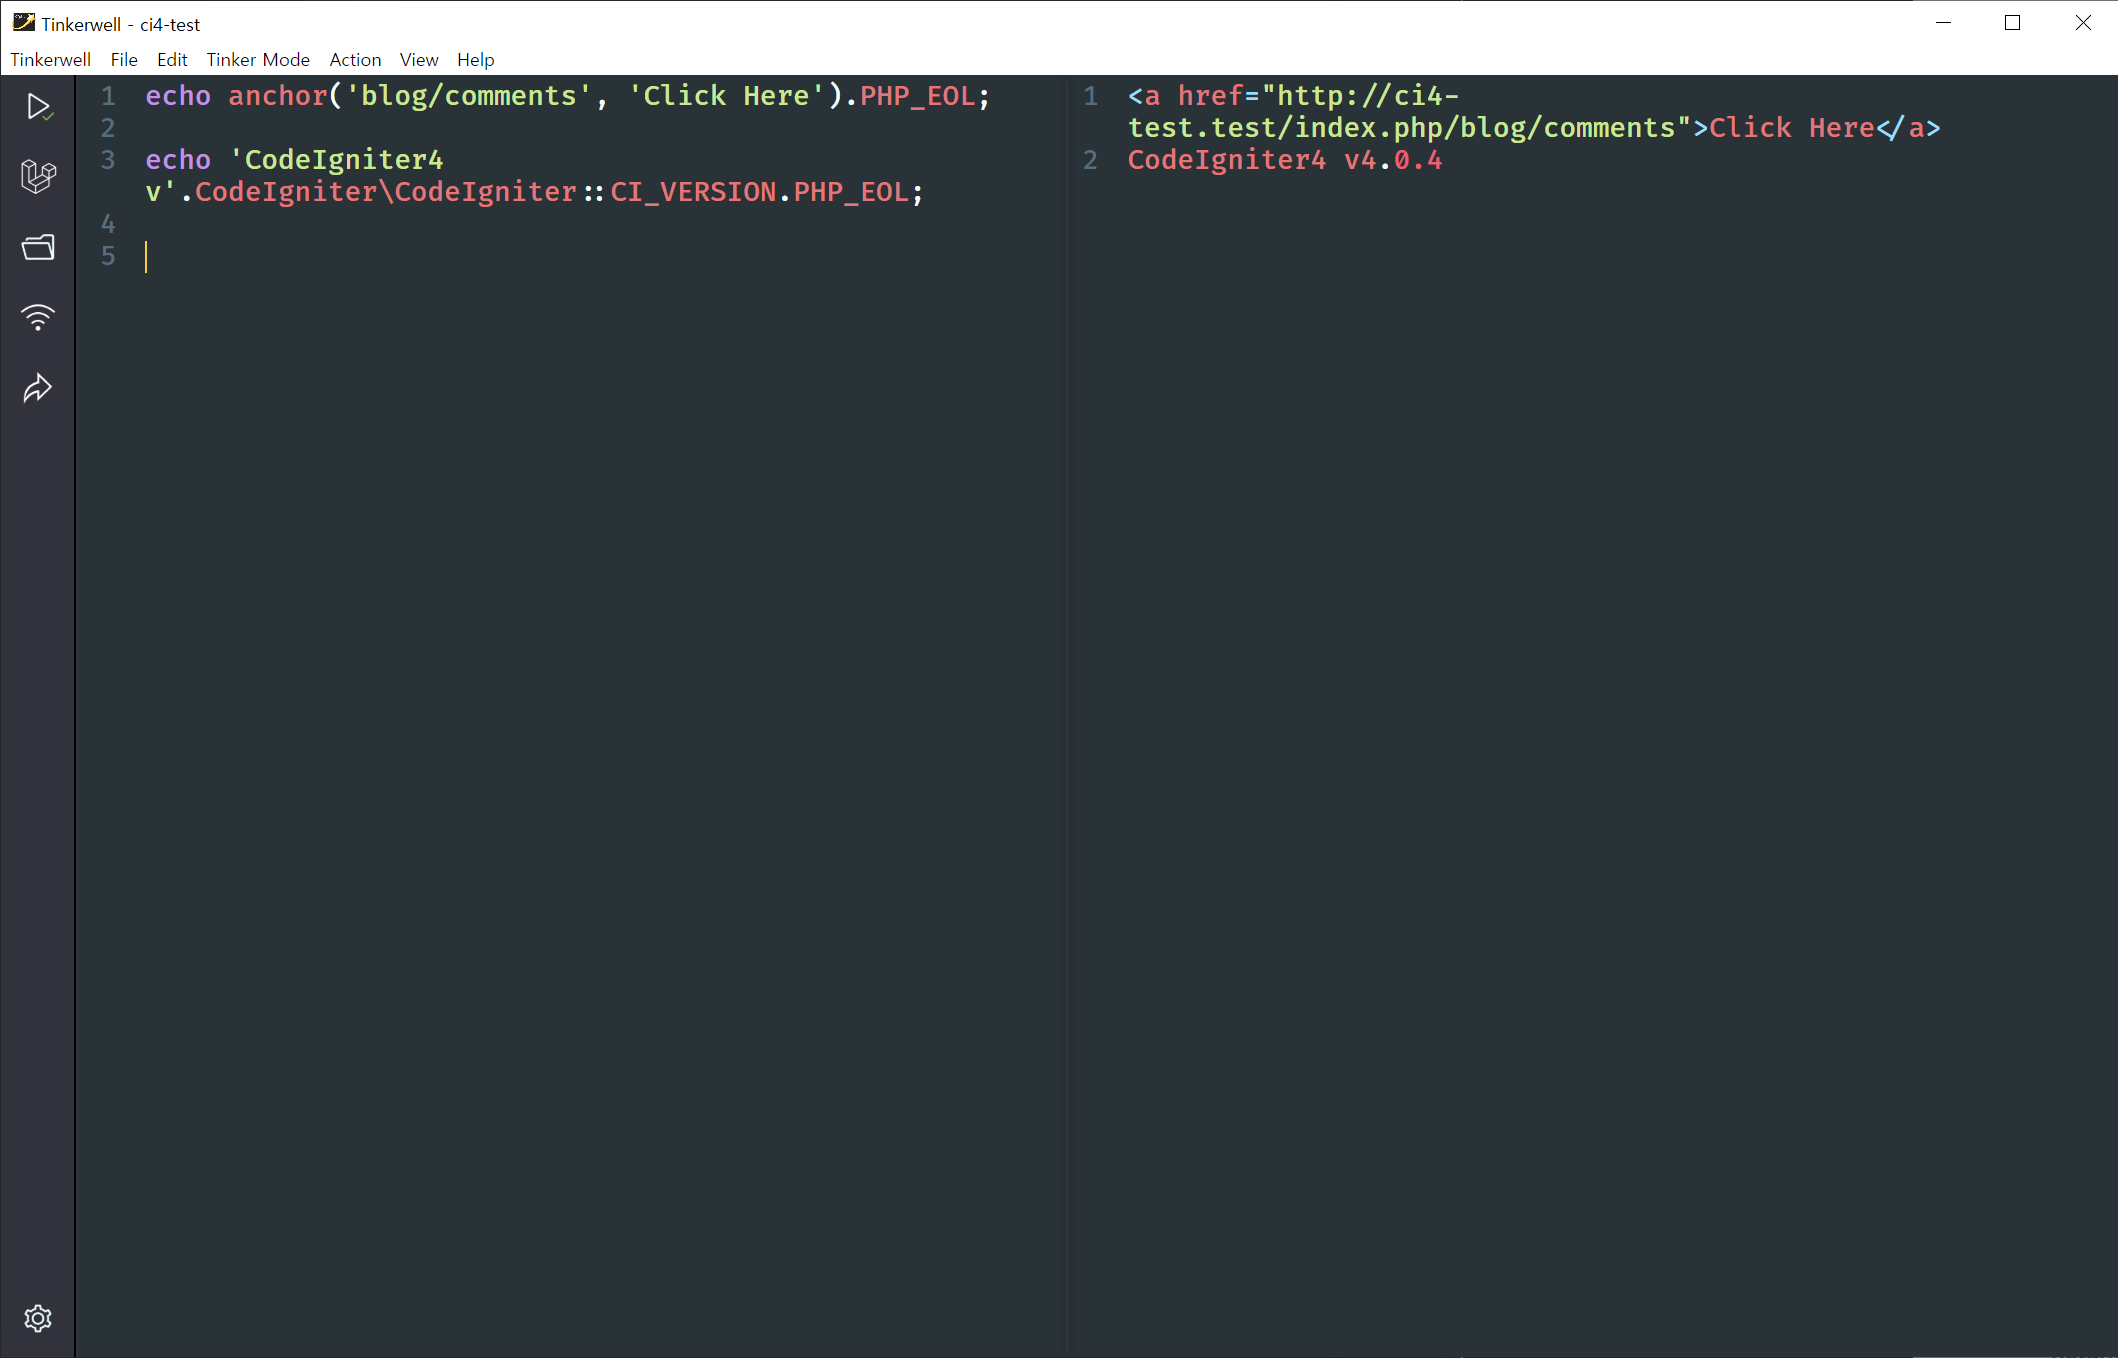 Tinkerwell - ci4-test
Tinkerwell File Edit Tinker Mode Action View Help
1 echo anchor('blog/comments', 'Click Here').PHP_EOL;
2
3 echo 'CodeIgniter4
v'.CodeIgniter\CodeIgniter::CI_VERSION.PHP_EOL;
4
5
1 <a href="http://ci4-
test.test/index.php/blog/comments">Click Here</a>
2 CodeIgniter4 v4.0.4